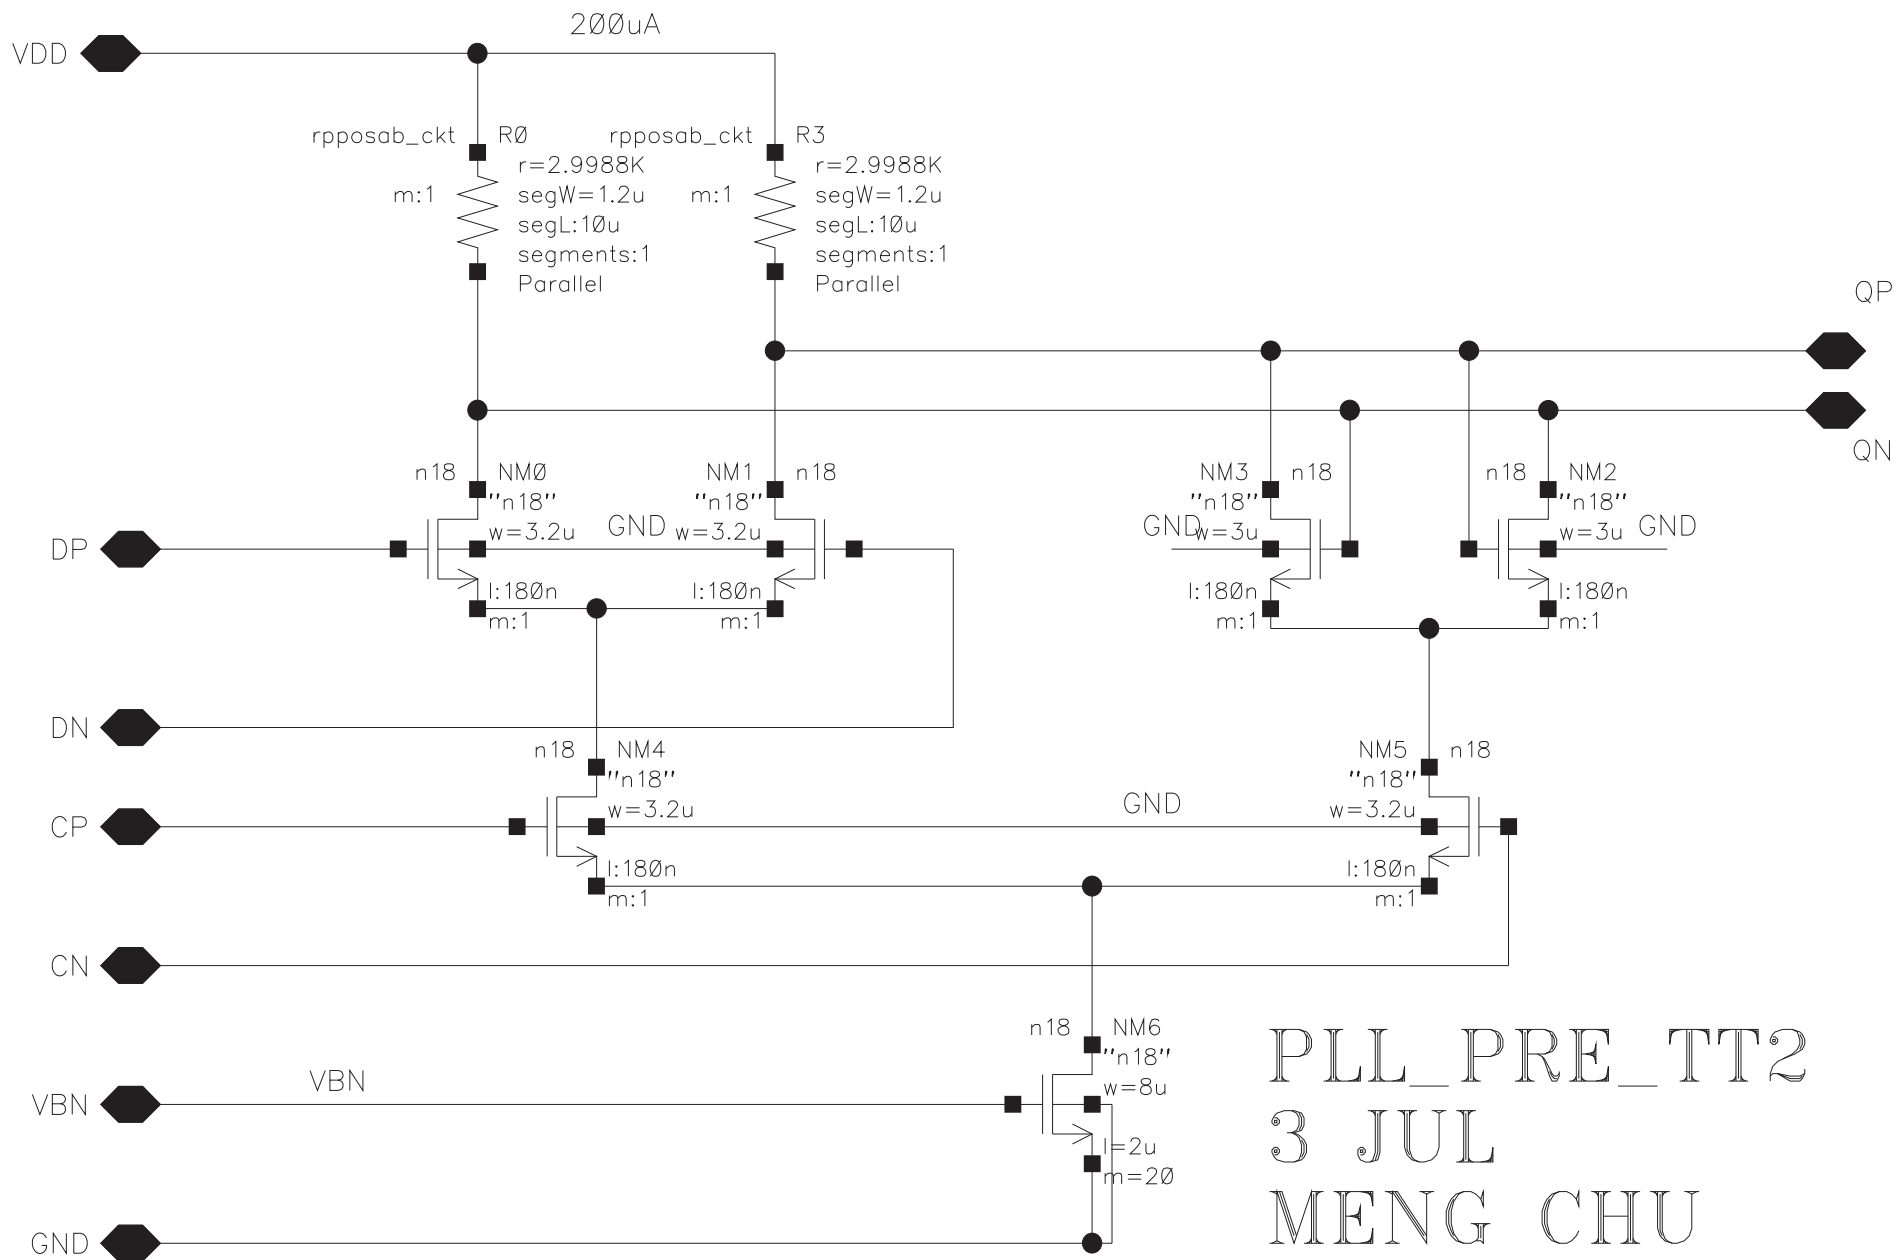 200uA
VDD
rpposab_ckt R0 rpposab_ckt R3
r=2.9988K r=2.9988K
m:1 segW=1.2u m:1 segW=1.2u
segL:10u segL:10u
segments:1 segments:1
Parallel Parallel
QP
QN
n18 NM0 NM1 n18 NM3 n18 n18 NM2
"n18" "n18" "n18" "n18"
w=3.2u GND w=3.2u GND w=3u w=3u GND
DP
l:180n l:180n l:180n l:180n
m:1 m:1 m:1 m:1
DN
n18 NM4 NM5 n18
"n18" "n18"
w=3.2u GND w=3.2u
CP
l:180n l:180n
m:1 m:1
CN
n18 NM6
"n18"
VBN w=8u
VBN
l=2u
m=20
GND
PLL_PRE_TT2
3 JUL
MENG CHU